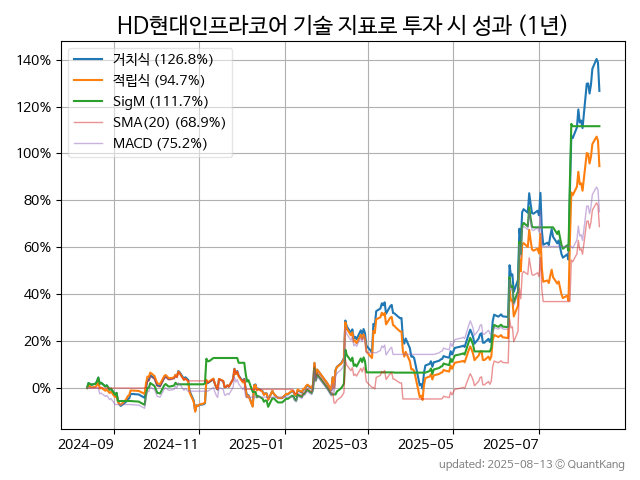 HD현대인프라코어 기술 지표로 투자 시 성과 (1년)
140%
120%
100%
80%
60%
40%
20%
0%
거치식 (126.8%)
적립식 (94.7%)
SigM (111.7%)
SMA(20) (68.9%)
MACD (75.2%)
2024-09
2024-11
2025-01
2025-03
2025-05
2025-07
updated: 2025-08-13 © QuantKang